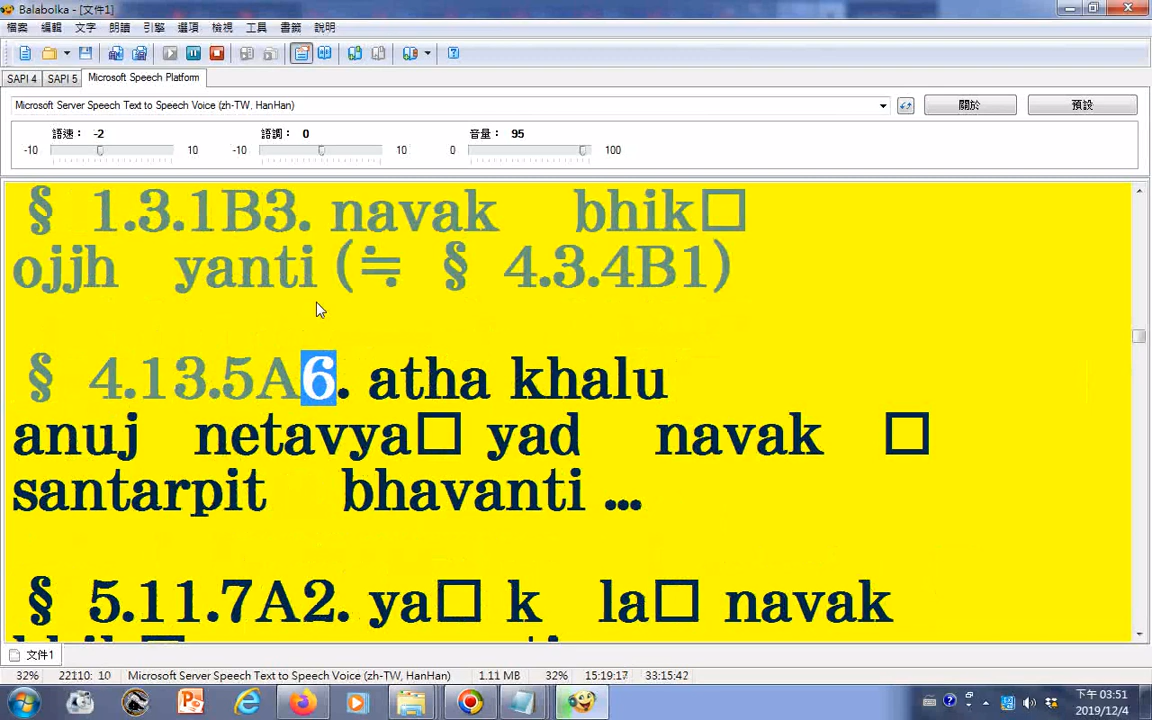 Balabolka - [文件1]
檔案 編輯 文字 朗讀 引擎 選項 檢視 工具 書籤 說明
SAPI 4 SAPI 5 Microsoft Speech Platform
Microsoft Server Speech Text to Speech Voice (zh-TW, HanHan)
關於 預設
語速： -2 語調： 0 音量： 95
-10 10 -10 10 0 100
§ 1.3.1B3. navak bhik□
ojjh yanti (≒ § 4.3.4B1)
§ 4.13.5A6. atha khalu
anuj netavya□ yad navak □
santarpit bhavanti ...
§ 5.11.7A2. ya□ k la□ navak
文件1
32% 22110: 10 Microsoft Server Speech Text to Speech Voice (zh-TW, HanHan) 1.11 MB 32% 15:19:17 33:15:42
下午 03:51
2019/12/4